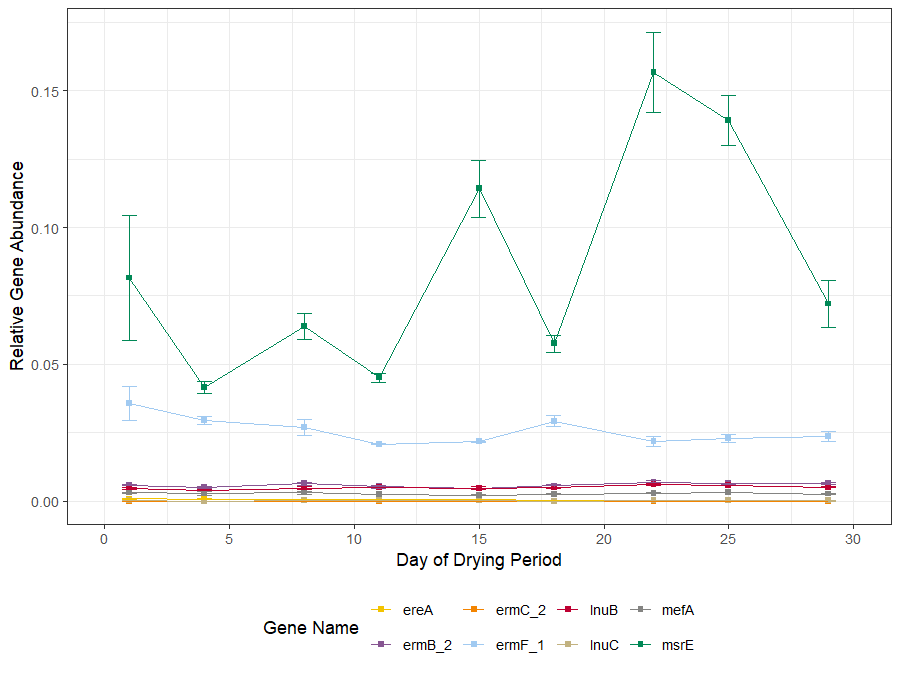 Relative Gene Abundance
0.15
0.10
0.05
0.00
0 5 10 15 20 25 30
Day of Drying Period
Gene Name
ereA ermC_2 lnuB mefA
ermB_2 ermF_1 lnuC msrE